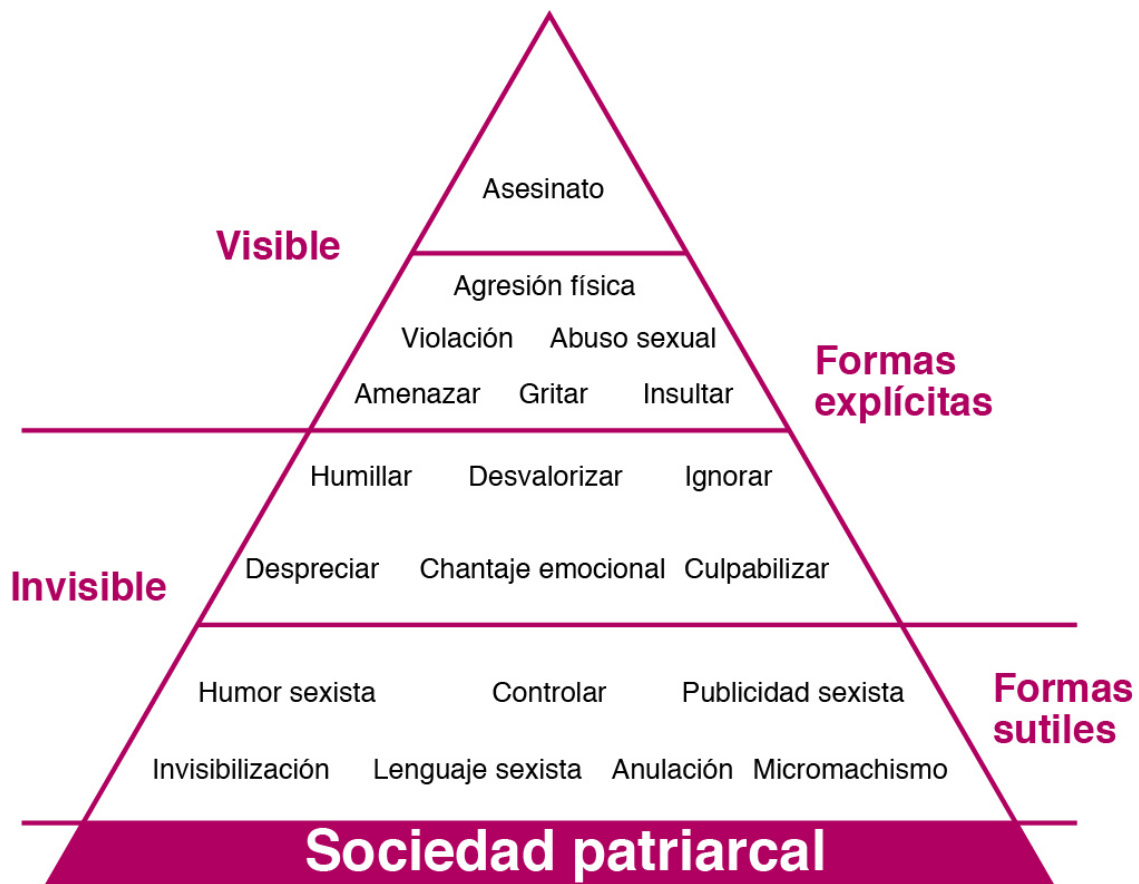 Asesinato
Visible
Agresión física
Violación Abuso sexual
Formas
explícitas
Amenazar Gritar Insultar
Humillar Desvalorizar Ignorar
Despreciar Chantaje emocional Culpabilizar
Invisible
Humor sexista Controlar Publicidad sexista
Formas
sutiles
Invisibilización Lenguaje sexista Anulación Micromachismo
Sociedad patriarcal